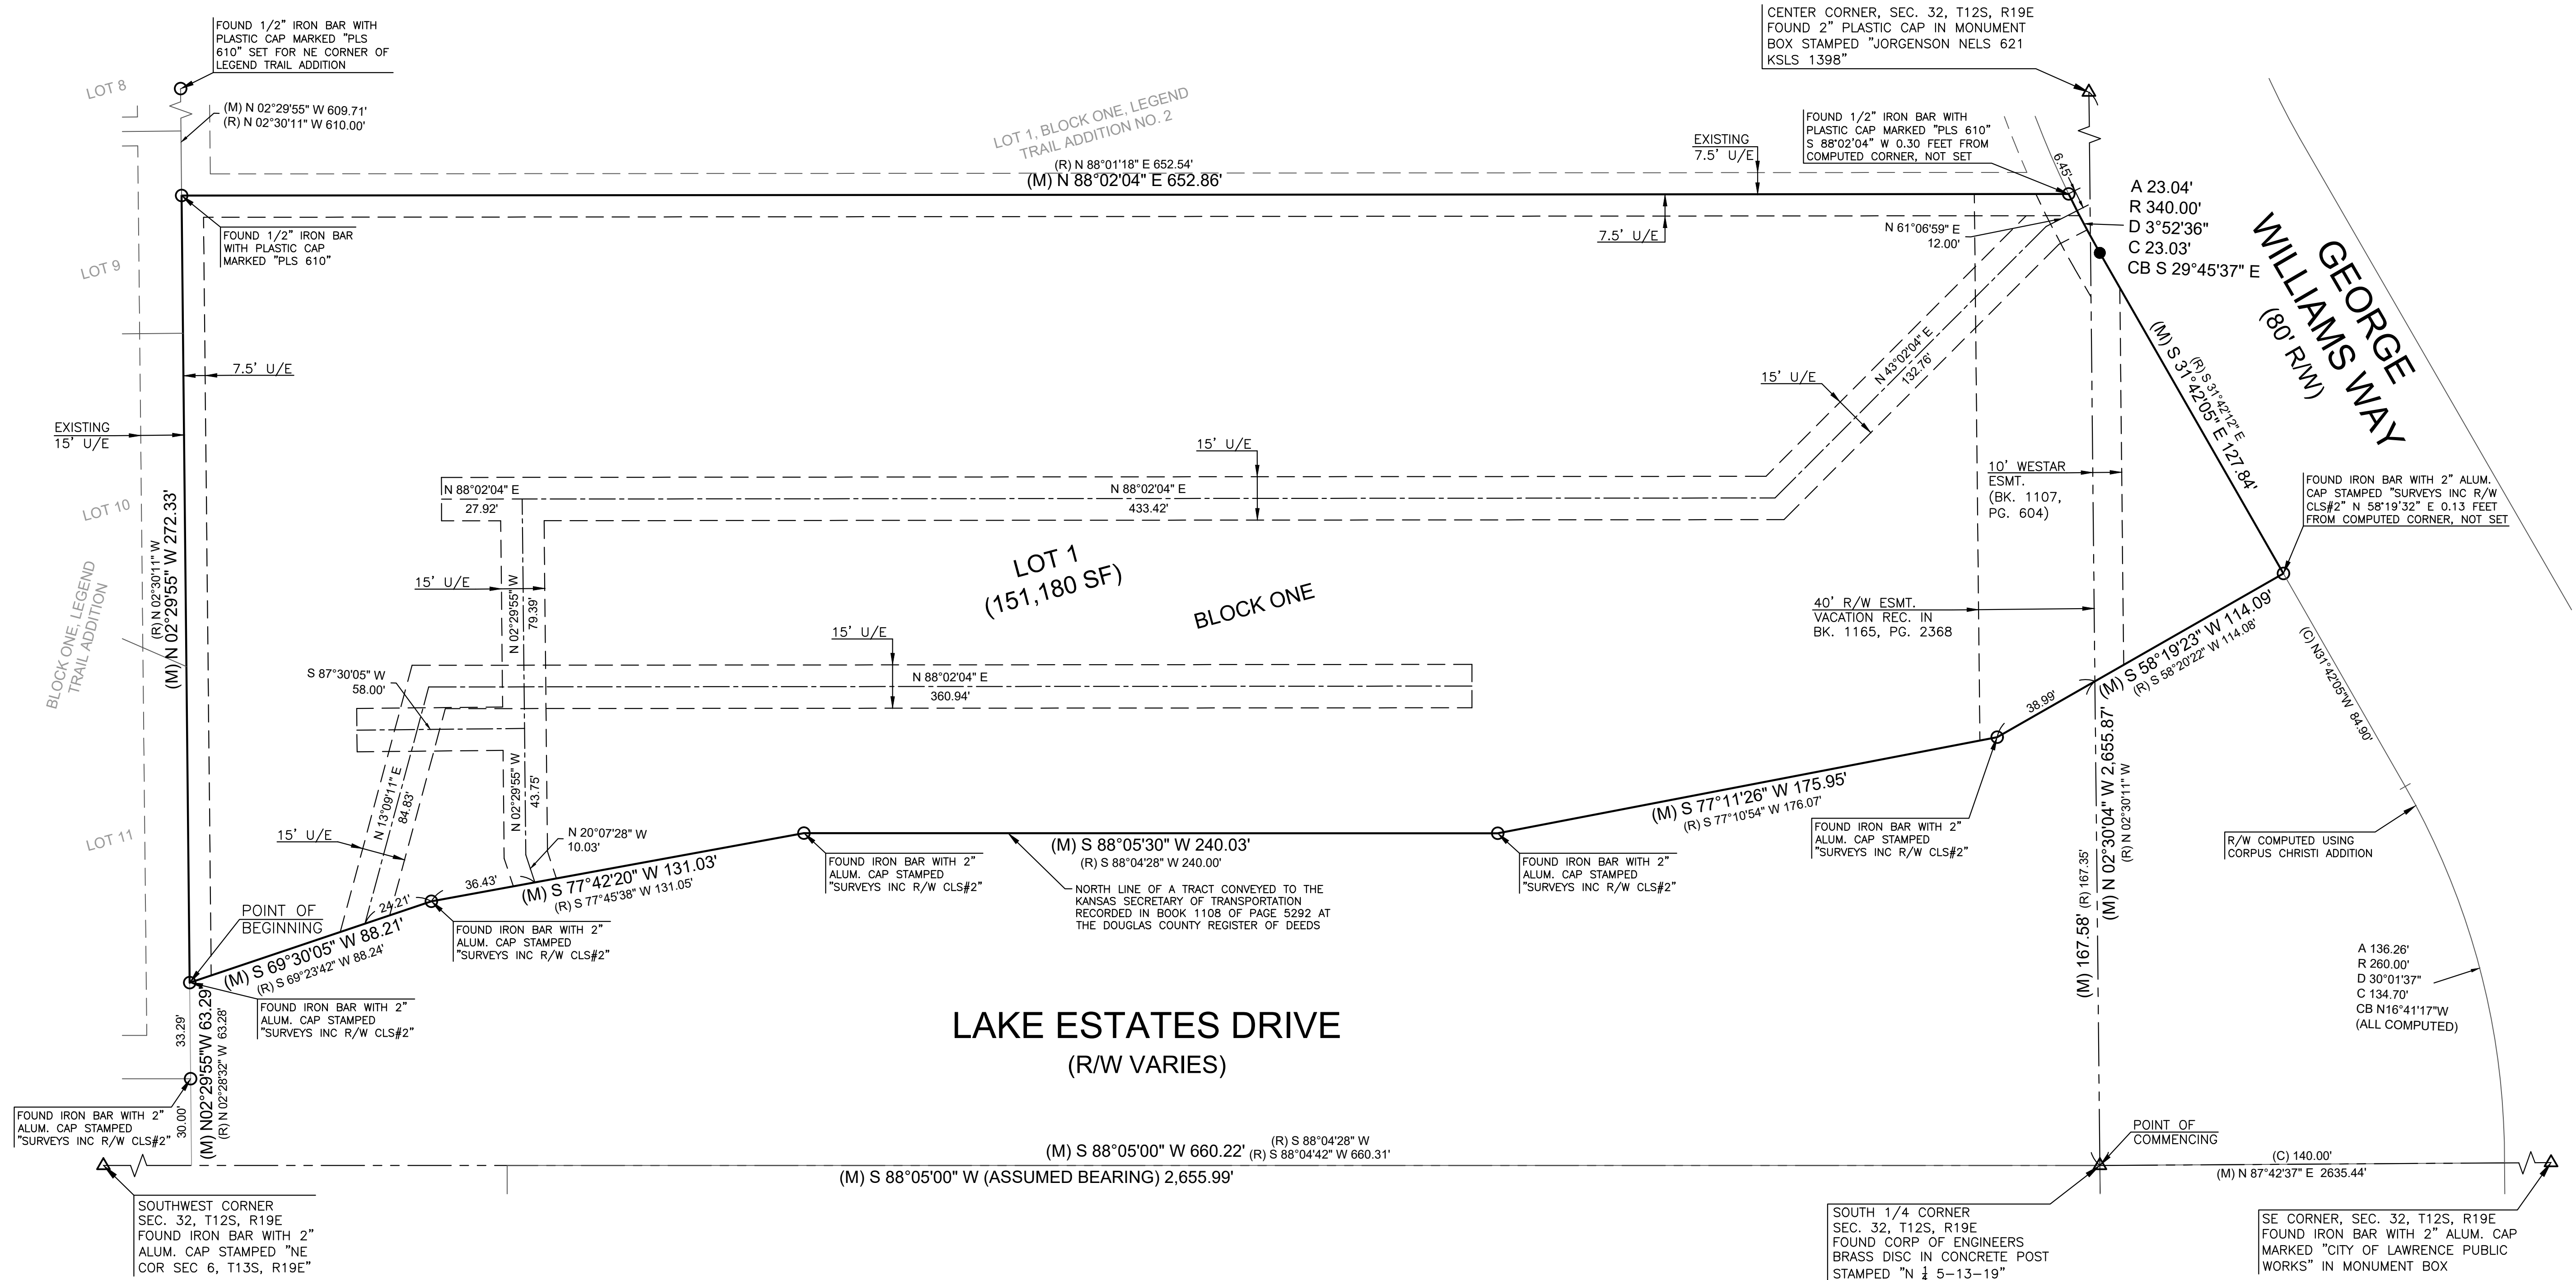 FOUND 1/2" IRON BAR WITH
PLASTIC CAP MARKED "PLS
610" SET FOR NE CORNER OF
LEGEND TRAIL ADDITION
CENTER CORNER, SEC. 32, T12S, R19E
FOUND 2" PLASTIC CAP IN MONUMENT
BOX STAMPED "JORGENSON NELS 621
KSLS 1398"
LOT 8
(M) N 02°29'55" W 609.71'
(R) N 02°30'11" W 610.00'
LOT 1, BLOCK ONE, LEGEND
TRAIL ADDITION NO. 2
(R) N 88°01'18" E 652.54'
(M) N 88°02'04" E 652.86'
EXISTING
7.5' U/E
FOUND 1/2" IRON BAR WITH
PLASTIC CAP MARKED "PLS 610"
S 88°02'04" W 0.30 FEET FROM
COMPUTED CORNER, NOT SET
6.45'
A 23.04'
R 340.00'
D 3°52'36"
C 23.03'
CB S 29°45'37" E
FOUND 1/2" IRON BAR
WITH PLASTIC CAP
MARKED "PLS 610"
7.5' U/E
N 61°06'59" E
12.00'
GEORGE
WILLIAMS WAY
(80' R/W)
LOT 9
7.5' U/E
(M) S 31°42'05" E 127.84'
(R) S 31°42'12" E
N 43°02'04" E
132.76'
15' U/E
EXISTING
15' U/E
15' U/E
10' WESTAR
ESMT.
(BK. 1107,
PG. 604)
FOUND IRON BAR WITH 2" ALUM.
CAP STAMPED "SURVEYS INC R/W
CLS#2" N 58°19'32" E 0.13 FEET
FROM COMPUTED CORNER, NOT SET
N 88°02'04" E
27.92'
N 88°02'04" E
433.42'
LOT 10
(R) N 02°30'11" W
(M) N 02°29'55" W 272.33'
BLOCK ONE, LEGEND
TRAIL ADDITION
15' U/E
N 02°29'55" W
79.39'
LOT 1
(151,180 SF)
BLOCK ONE
40' R/W ESMT.
VACATION REC. IN
BK. 1165, PG. 2368
15' U/E
S 87°30'05" W
58.00'
N 88°02'04" E
360.94'
(M) S 58°19'23" W 114.09'
(R) S 58°20'22" W 114.08'
38.99'
(C) N31°42'05"W 84.90'
N 02°29'55" W
43.75'
N 13°09'11" E
84.83'
15' U/E
N 20°07'28" W
10.03'
(M) S 77°11'26" W 175.95'
(R) S 77°10'54" W 176.07'
(M) N 02°30'04" W 2,655.87'
(R) N 02°30'11" W
(M) 167.58' (R) 167.35'
LOT 11
FOUND IRON BAR WITH 2"
ALUM. CAP STAMPED
"SURVEYS INC R/W CLS#2"
R/W COMPUTED USING
CORPUS CHRISTI ADDITION
(M) S 88°05'30" W 240.03'
(R) S 88°04'28" W 240.00'
FOUND IRON BAR WITH 2"
ALUM. CAP STAMPED
"SURVEYS INC R/W CLS#2"
FOUND IRON BAR WITH 2"
ALUM. CAP STAMPED
"SURVEYS INC R/W CLS#2"
NORTH LINE OF A TRACT CONVEYED TO THE
KANSAS SECRETARY OF TRANSPORTATION
RECORDED IN BOOK 1108 OF PAGE 5292 AT
THE DOUGLAS COUNTY REGISTER OF DEEDS
36.43'
(M) S 77°42'20" W 131.03'
(R) S 77°45'38" W 131.05'
24.21'
POINT OF
BEGINNING
(M) S 69°30'05" W 88.21'
(R) S 69°23'42" W 88.24'
FOUND IRON BAR WITH 2"
ALUM. CAP STAMPED
"SURVEYS INC R/W CLS#2"
A 136.26'
R 260.00'
D 30°01'37"
C 134.70'
CB N16°41'17"W
(ALL COMPUTED)
FOUND IRON BAR WITH 2"
ALUM. CAP STAMPED
"SURVEYS INC R/W CLS#2"
33.29'
(M) N02°29'55"W 63.29'
(R) N 02°28'32" W 63.28'
LAKE ESTATES DRIVE
(R/W VARIES)
FOUND IRON BAR WITH 2"
ALUM. CAP STAMPED
"SURVEYS INC R/W CLS#2"
30.00'
POINT OF
COMMENCING
(M) S 88°05'00" W 660.22'
(R) S 88°04'28" W
(R) S 88°04'42" W 660.31'
(M) S 88°05'00" W (ASSUMED BEARING) 2,655.99'
(C) 140.00'
(M) N 87°42'37" E 2635.44'
SOUTHWEST CORNER
SEC. 32, T12S, R19E
FOUND IRON BAR WITH 2"
ALUM. CAP STAMPED "NE
COR SEC 6, T13S, R19E"
SOUTH 1/4 CORNER
SEC. 32, T12S, R19E
FOUND CORP OF ENGINEERS
BRASS DISC IN CONCRETE POST
STAMPED "N 1/4 5-13-19"
SE CORNER, SEC. 32, T12S, R19E
FOUND IRON BAR WITH 2" ALUM. CAP
MARKED "CITY OF LAWRENCE PUBLIC
WORKS" IN MONUMENT BOX